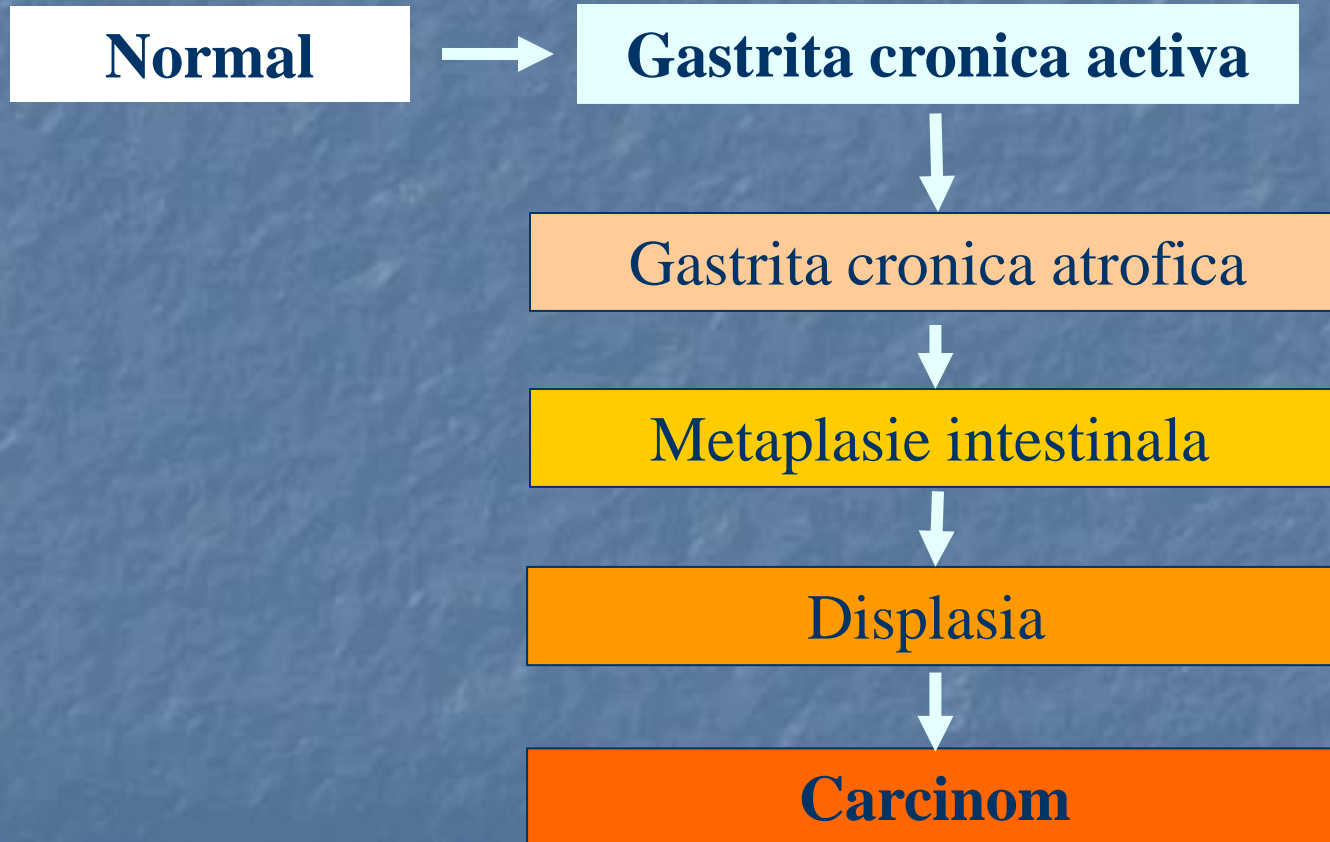 Normal
Gastrita cronica activa
Gastrita cronica atrofica
Metaplasie intestinala
Displasia
Carcinom